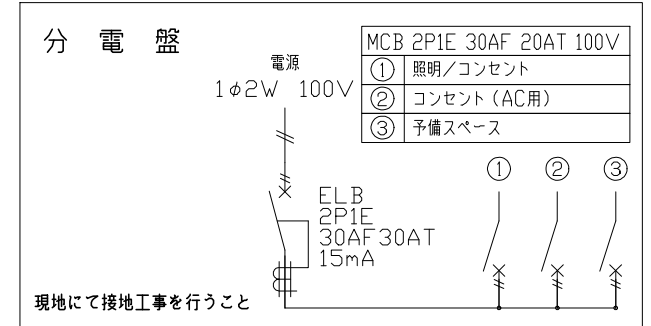 分 電 盤
電源
1φ2W 100V
MCB 2P1E 30AF 20AT 100V
① 照明/コンセント
② コンセント(AC用)
③ 予備スペース
① ② ③
ELB
2P1E
30AF30AT
15mA
現地にて接地工事を行うこと